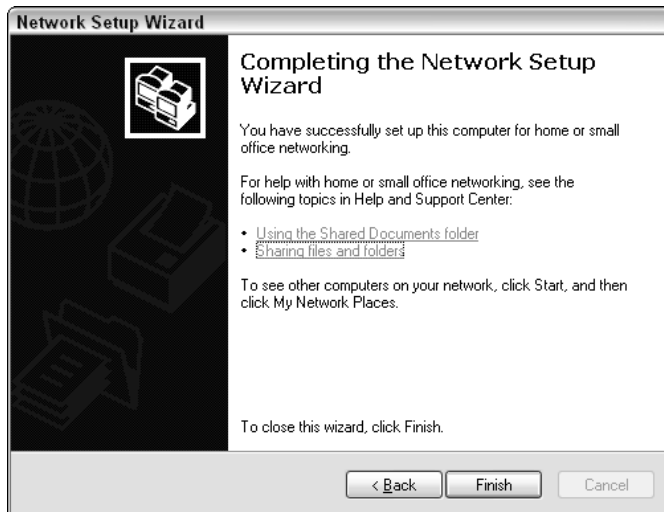 Network Setup Wizard
Completing the Network Setup
Wizard
You have successfully set up this computer for home or small
office networking.
For help with home or small office networking, see the
following topics in Help and Support Center:
• Using the Shared Documents folder
• Sharing files and folders
To see other computers on your network, click Start, and then
click My Network Places.
To close this wizard, click Finish.
< Back Finish Cancel